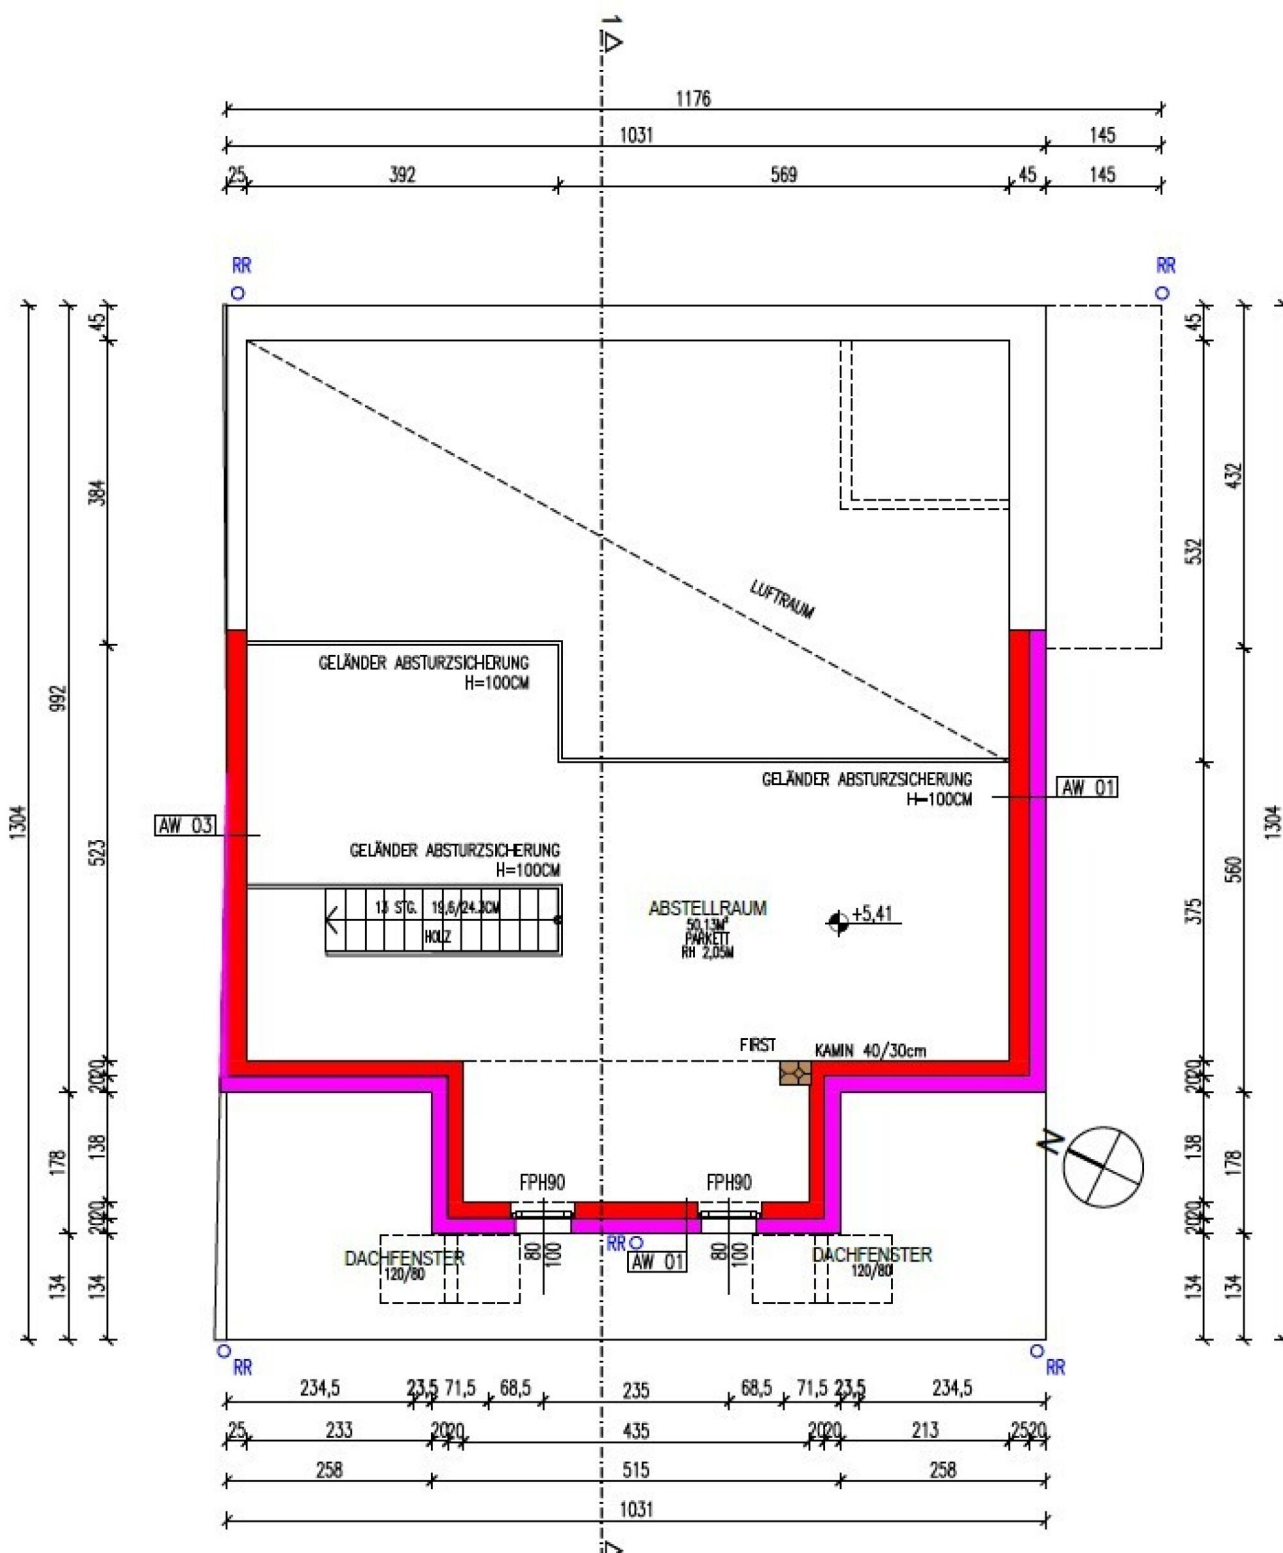 1
1176
1031
145
25
392
569
45
145
RR
RR
45
45
384
432
532
LUFTRAUM
GELÄNDER ABSTURZSICHERUNG
H=100CM
992
GELÄNDER ABSTURZSICHERUNG
H=100CM
AW 01
AW 03
1304
1304
523
GELÄNDER ABSTURZSICHERUNG
H=100CM
560
375
13 STG. 19,6/24.3CM
HOLZ
ABSTELLRAUM
50,13M²
PARKETT
RH 2,05M
+5,41
FIRST
KAMIN 40/30cm
2020
2020
N
178
138
138
178
FPH90
FPH90
2020
2020
RR
80
100
80
100
AW 01
DACHFENSTER
120/80
DACHFENSTER
120/80
134
134
134
134
RR
RR
234,5
23,5
71,5
68,5
235
68,5
71,5
23,5
234,5
25
233
2020
435
2020
213
2520
258
515
258
1031